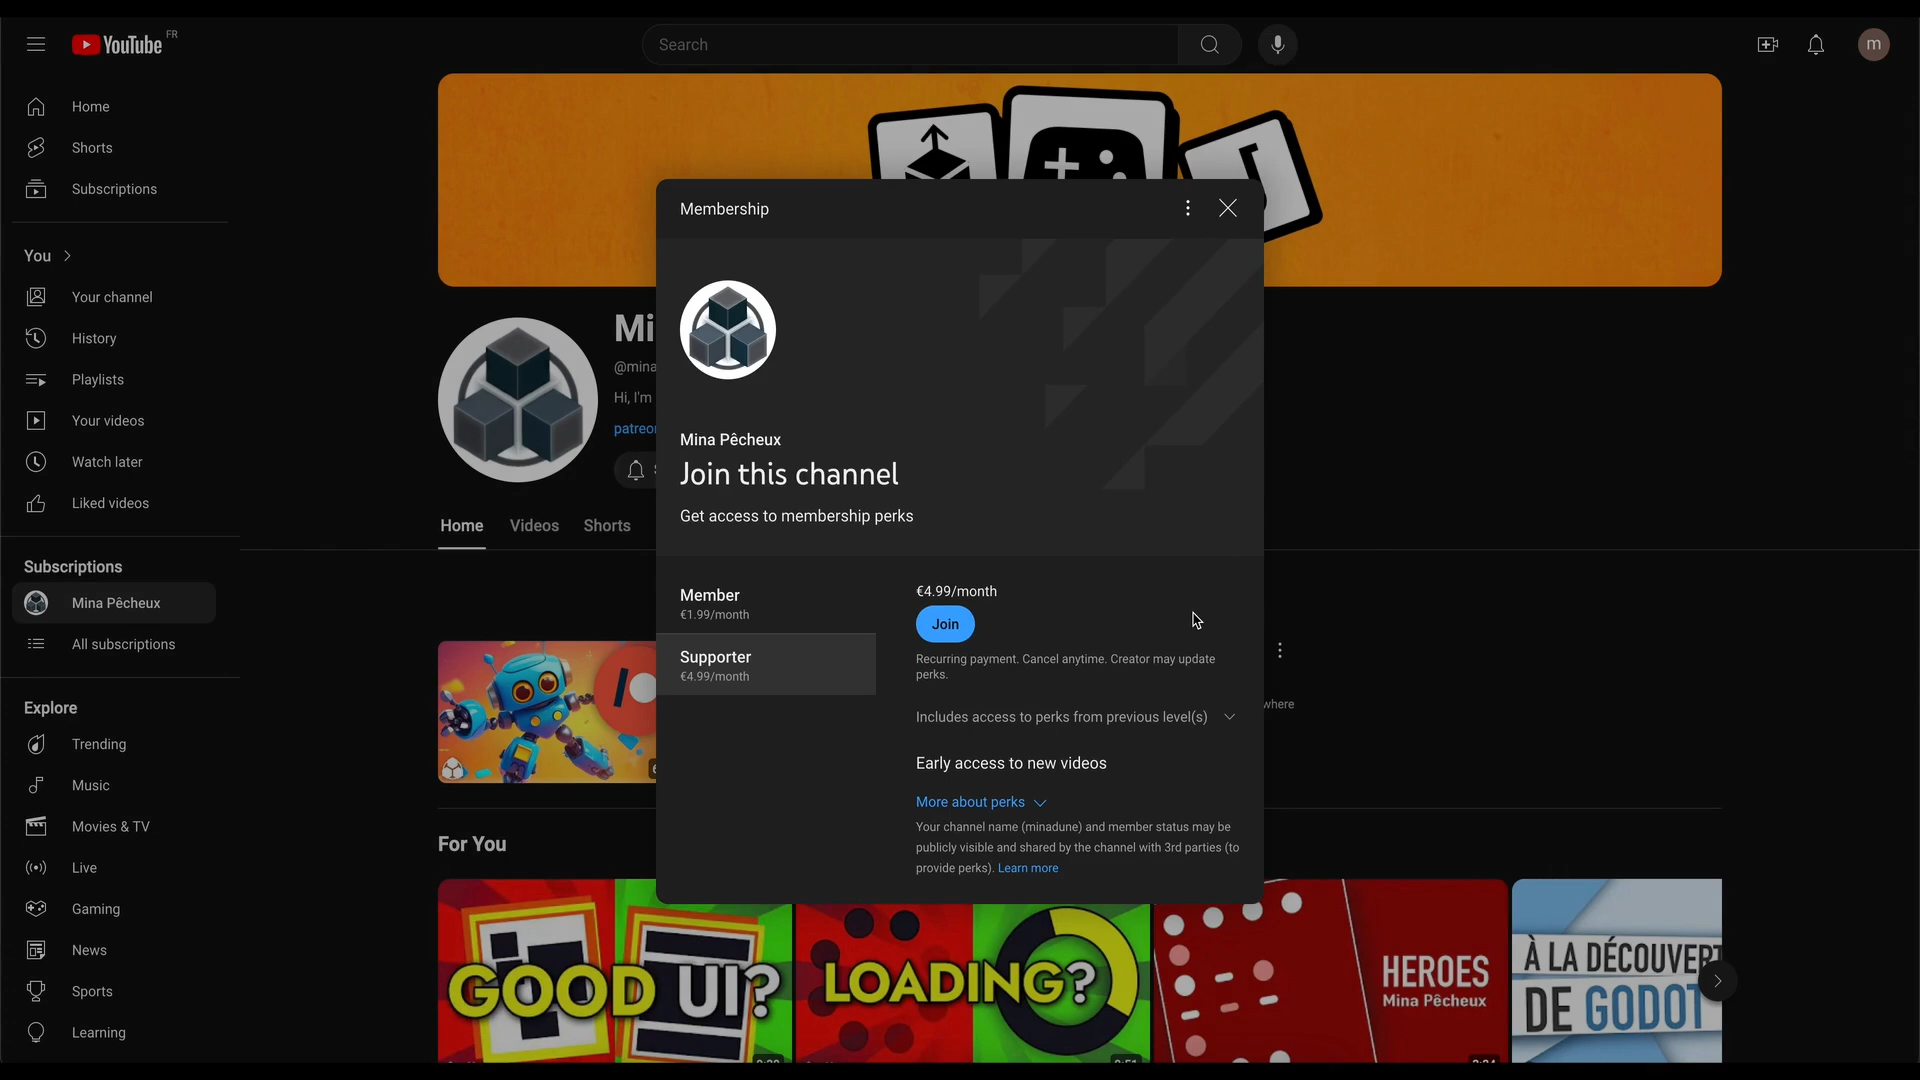 YouTube FR
Search
m
Home
Shorts
Subscriptions
You
Your channel
History
Playlists
Your videos
Watch later
Liked videos
Subscriptions
Mina Pêcheux
All subscriptions
Explore
Trending
Music
Movies & TV
Live
Gaming
News
Sports
Learning
Mi
@mina
Hi, I'm
patreo
Home Videos Shorts
Membership
Mina Pêcheux
Join this channel
Get access to membership perks
Member
€1.99/month
Supporter
€4.99/month
€4.99/month
Join
Recurring payment. Cancel anytime. Creator may update
perks.
Includes access to perks from previous level(s)
Early access to new videos
More about perks
Your channel name (minadune) and member status may be
publicly visible and shared by the channel with 3rd parties (to
provide perks). Learn more
where
For You
GOOD UI?
LOADING?
HEROES
Mina Pêcheux
À LA DÉCOUVERT
DE GODOT